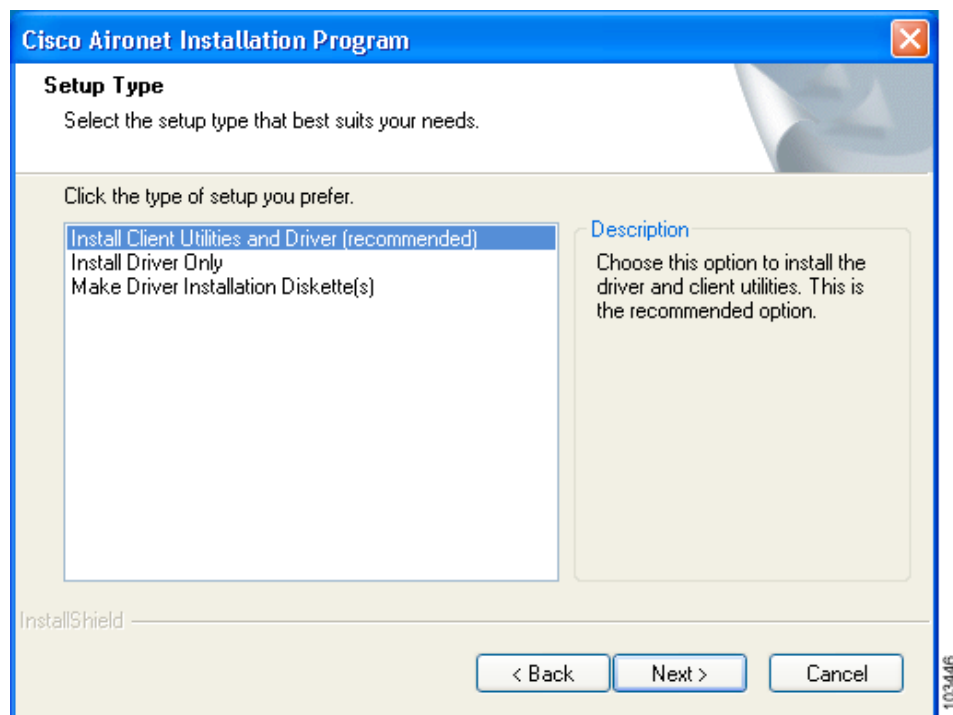 Cisco Aironet Installation Program
Setup Type
Select the setup type that best suits your needs.
Click the type of setup you prefer.
Install Client Utilities and Driver (recommended)
Install Driver Only
Make Driver Installation Diskette(s)
Description
Choose this option to install the
driver and client utilities. This is
the recommended option.
InstallShield
< Back
Next >
Cancel
103446